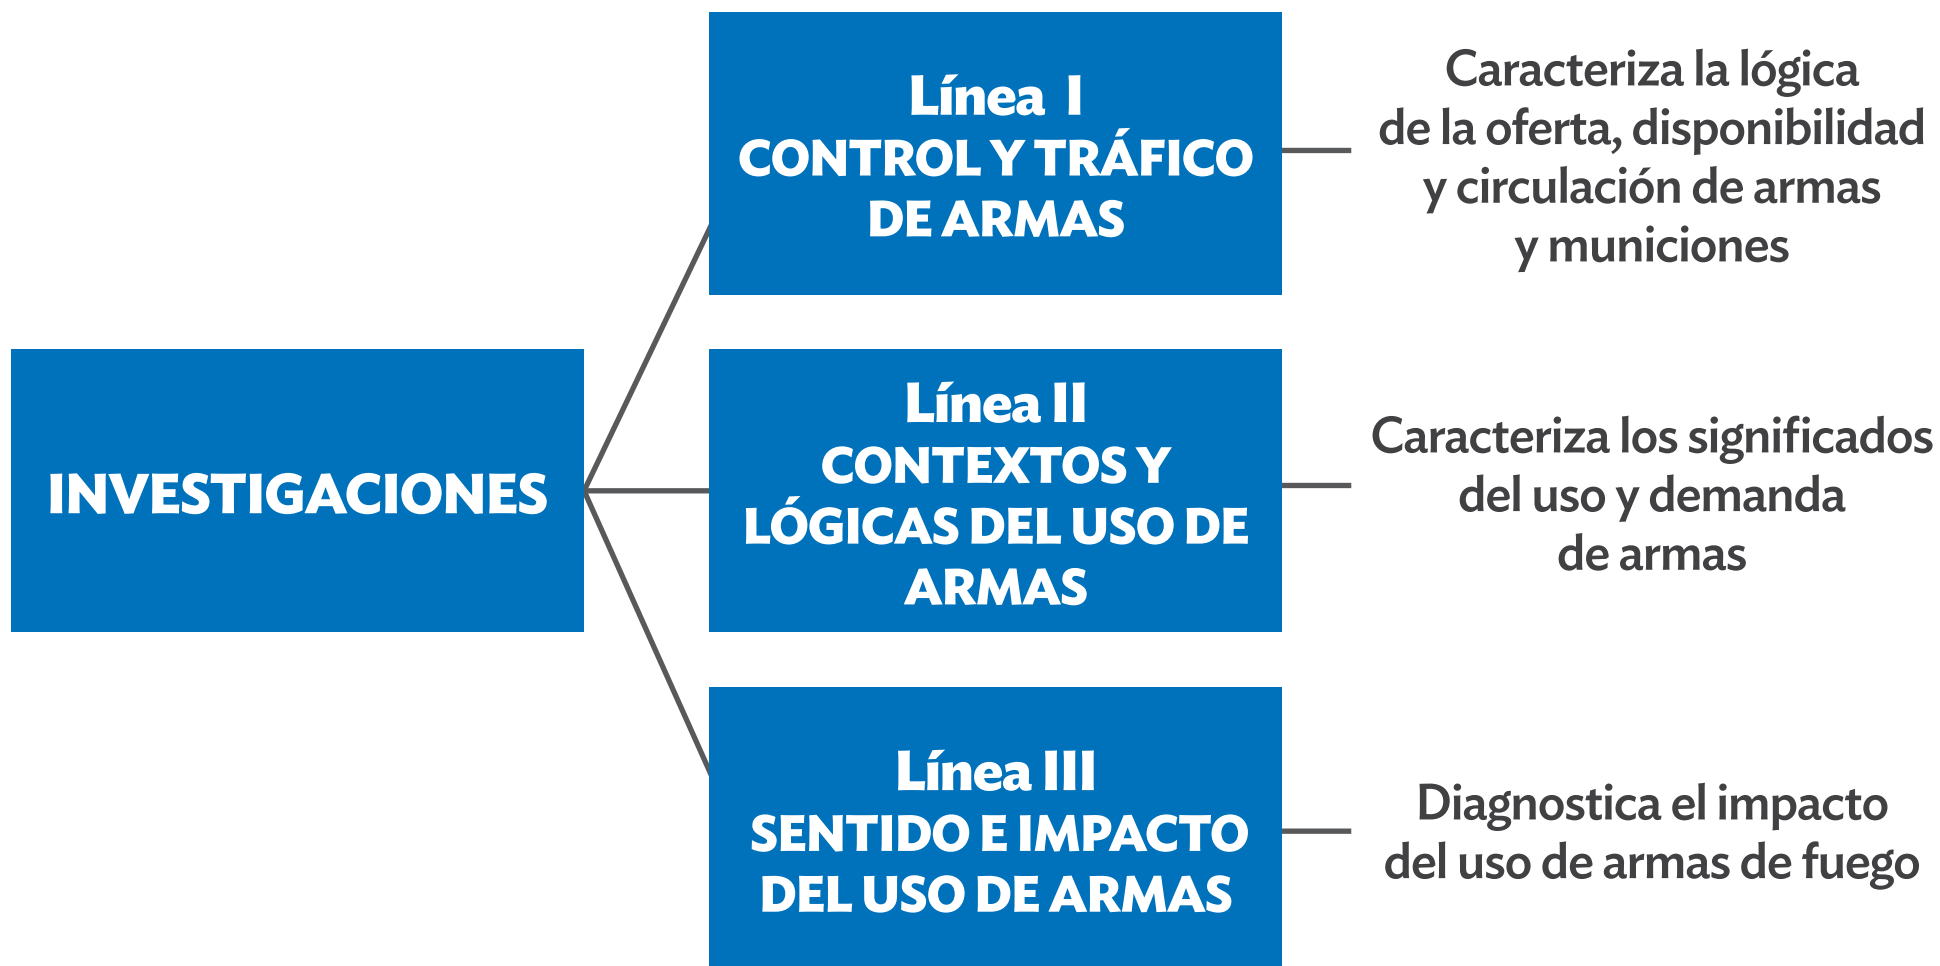 INVESTIGACIONES
Línea I
CONTROL Y TRÁFICO
DE ARMAS
Caracteriza la lógica
de la oferta, disponibilidad
y circulación de armas
y municiones
Línea II
CONTEXTOS Y
LÓGICAS DEL USO DE
ARMAS
Caracteriza los significados
del uso y demanda
de armas
Línea III
SENTIDO E IMPACTO
DEL USO DE ARMAS
Diagnostica el impacto
del uso de armas de fuego